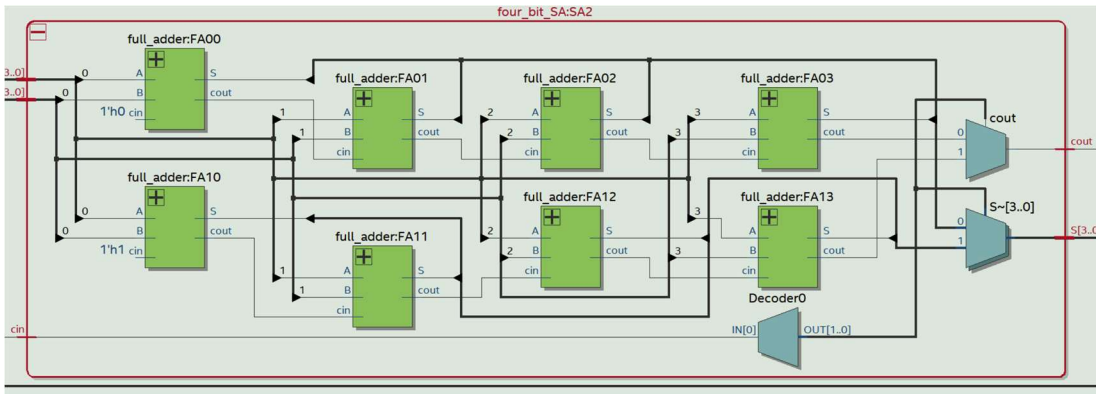 four_bit_SA:SA2
full_adder:FA00
3..0]
3..0]
0
0
A
B
1'h0 cin
S
cout
full_adder:FA01
1
1
A
B
cin
S
cout
full_adder:FA02
2
2
A
B
cin
S
cout
full_adder:FA03
3
3
A
B
cin
S
cout
cout
0
1
cout
full_adder:FA10
0
0
A
B
1'h1 cin
S
cout
full_adder:FA11
1
1
A
B
cin
S
cout
full_adder:FA12
2
2
A
B
cin
S
cout
full_adder:FA13
3
3
A
B
cin
S
cout
S~[3..0]
0
1
S[3..0
Decoder0
cin
IN[0]
OUT[1..0]